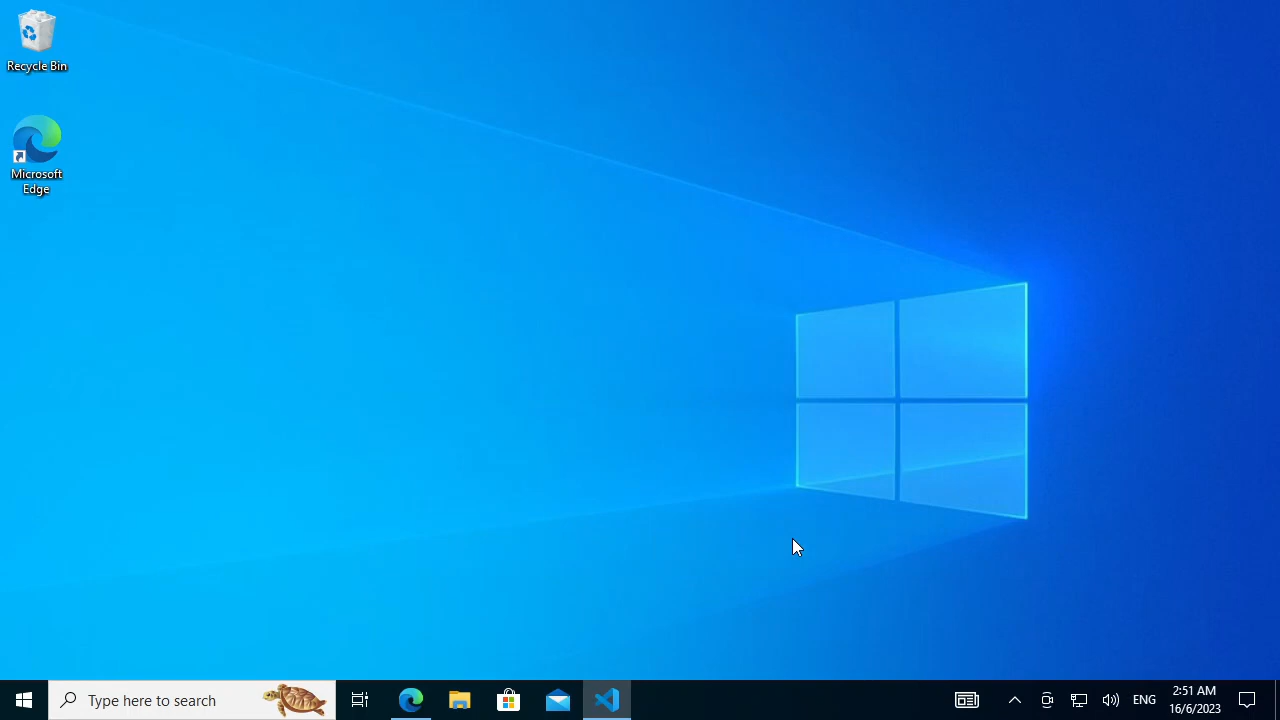 Recycle Bin
Microsoft
Edge
Type here to search
ENG
2:51 AM
16/6/2023